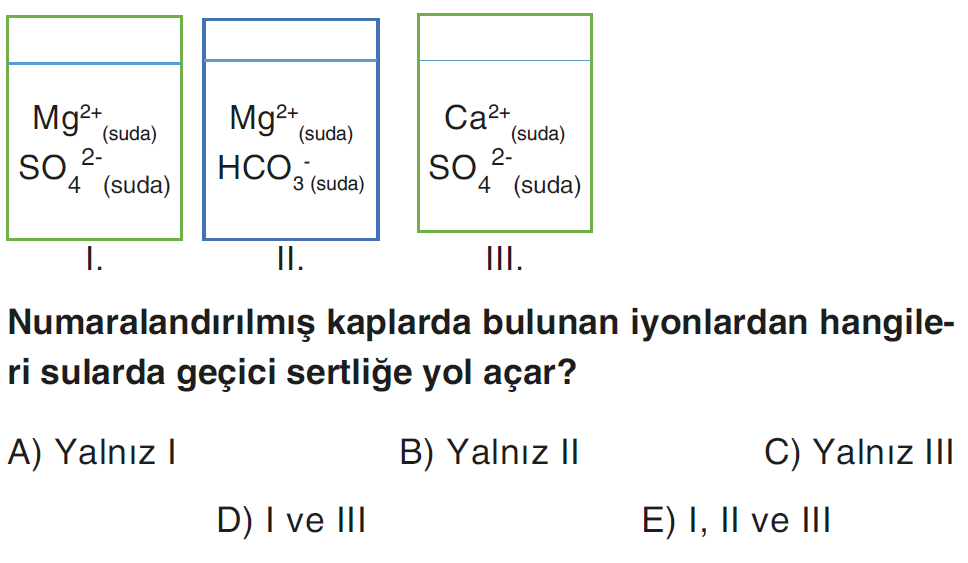 Mg²⁺(suda) Mg²⁺(suda) Ca²⁺(suda)
SO₄²⁻(suda) HCO₃⁻(suda) SO₄²⁻(suda)
I. II. III.
Numaralandırılmış kaplarda bulunan iyonlardan hangile-
ri sularda geçici sertliğe yol açar?
A) Yalnız I B) Yalnız II C) Yalnız III
D) I ve III E) I, II ve III